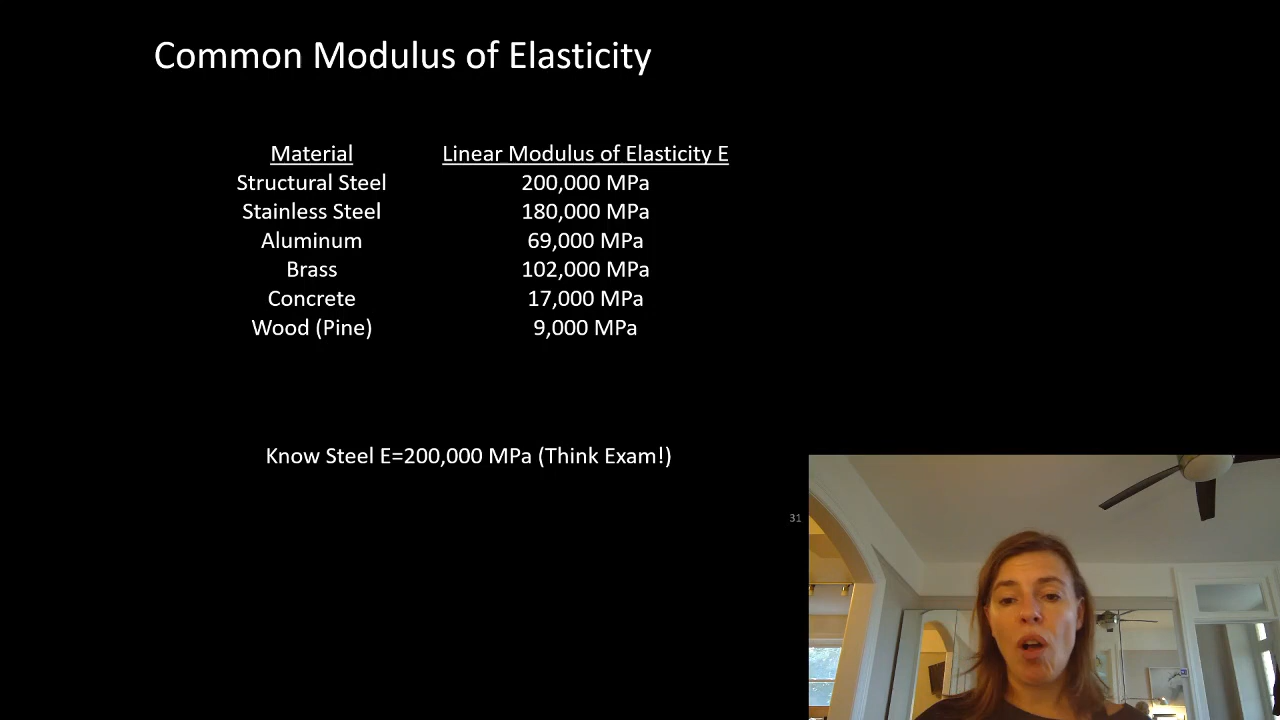 Common Modulus of Elasticity
Material Linear Modulus of Elasticity E
Structural Steel 200,000 MPa
Stainless Steel 180,000 MPa
Aluminum 69,000 MPa
Brass 102,000 MPa
Concrete 17,000 MPa
Wood (Pine) 9,000 MPa
Know Steel E=200,000 MPa (Think Exam!)
31